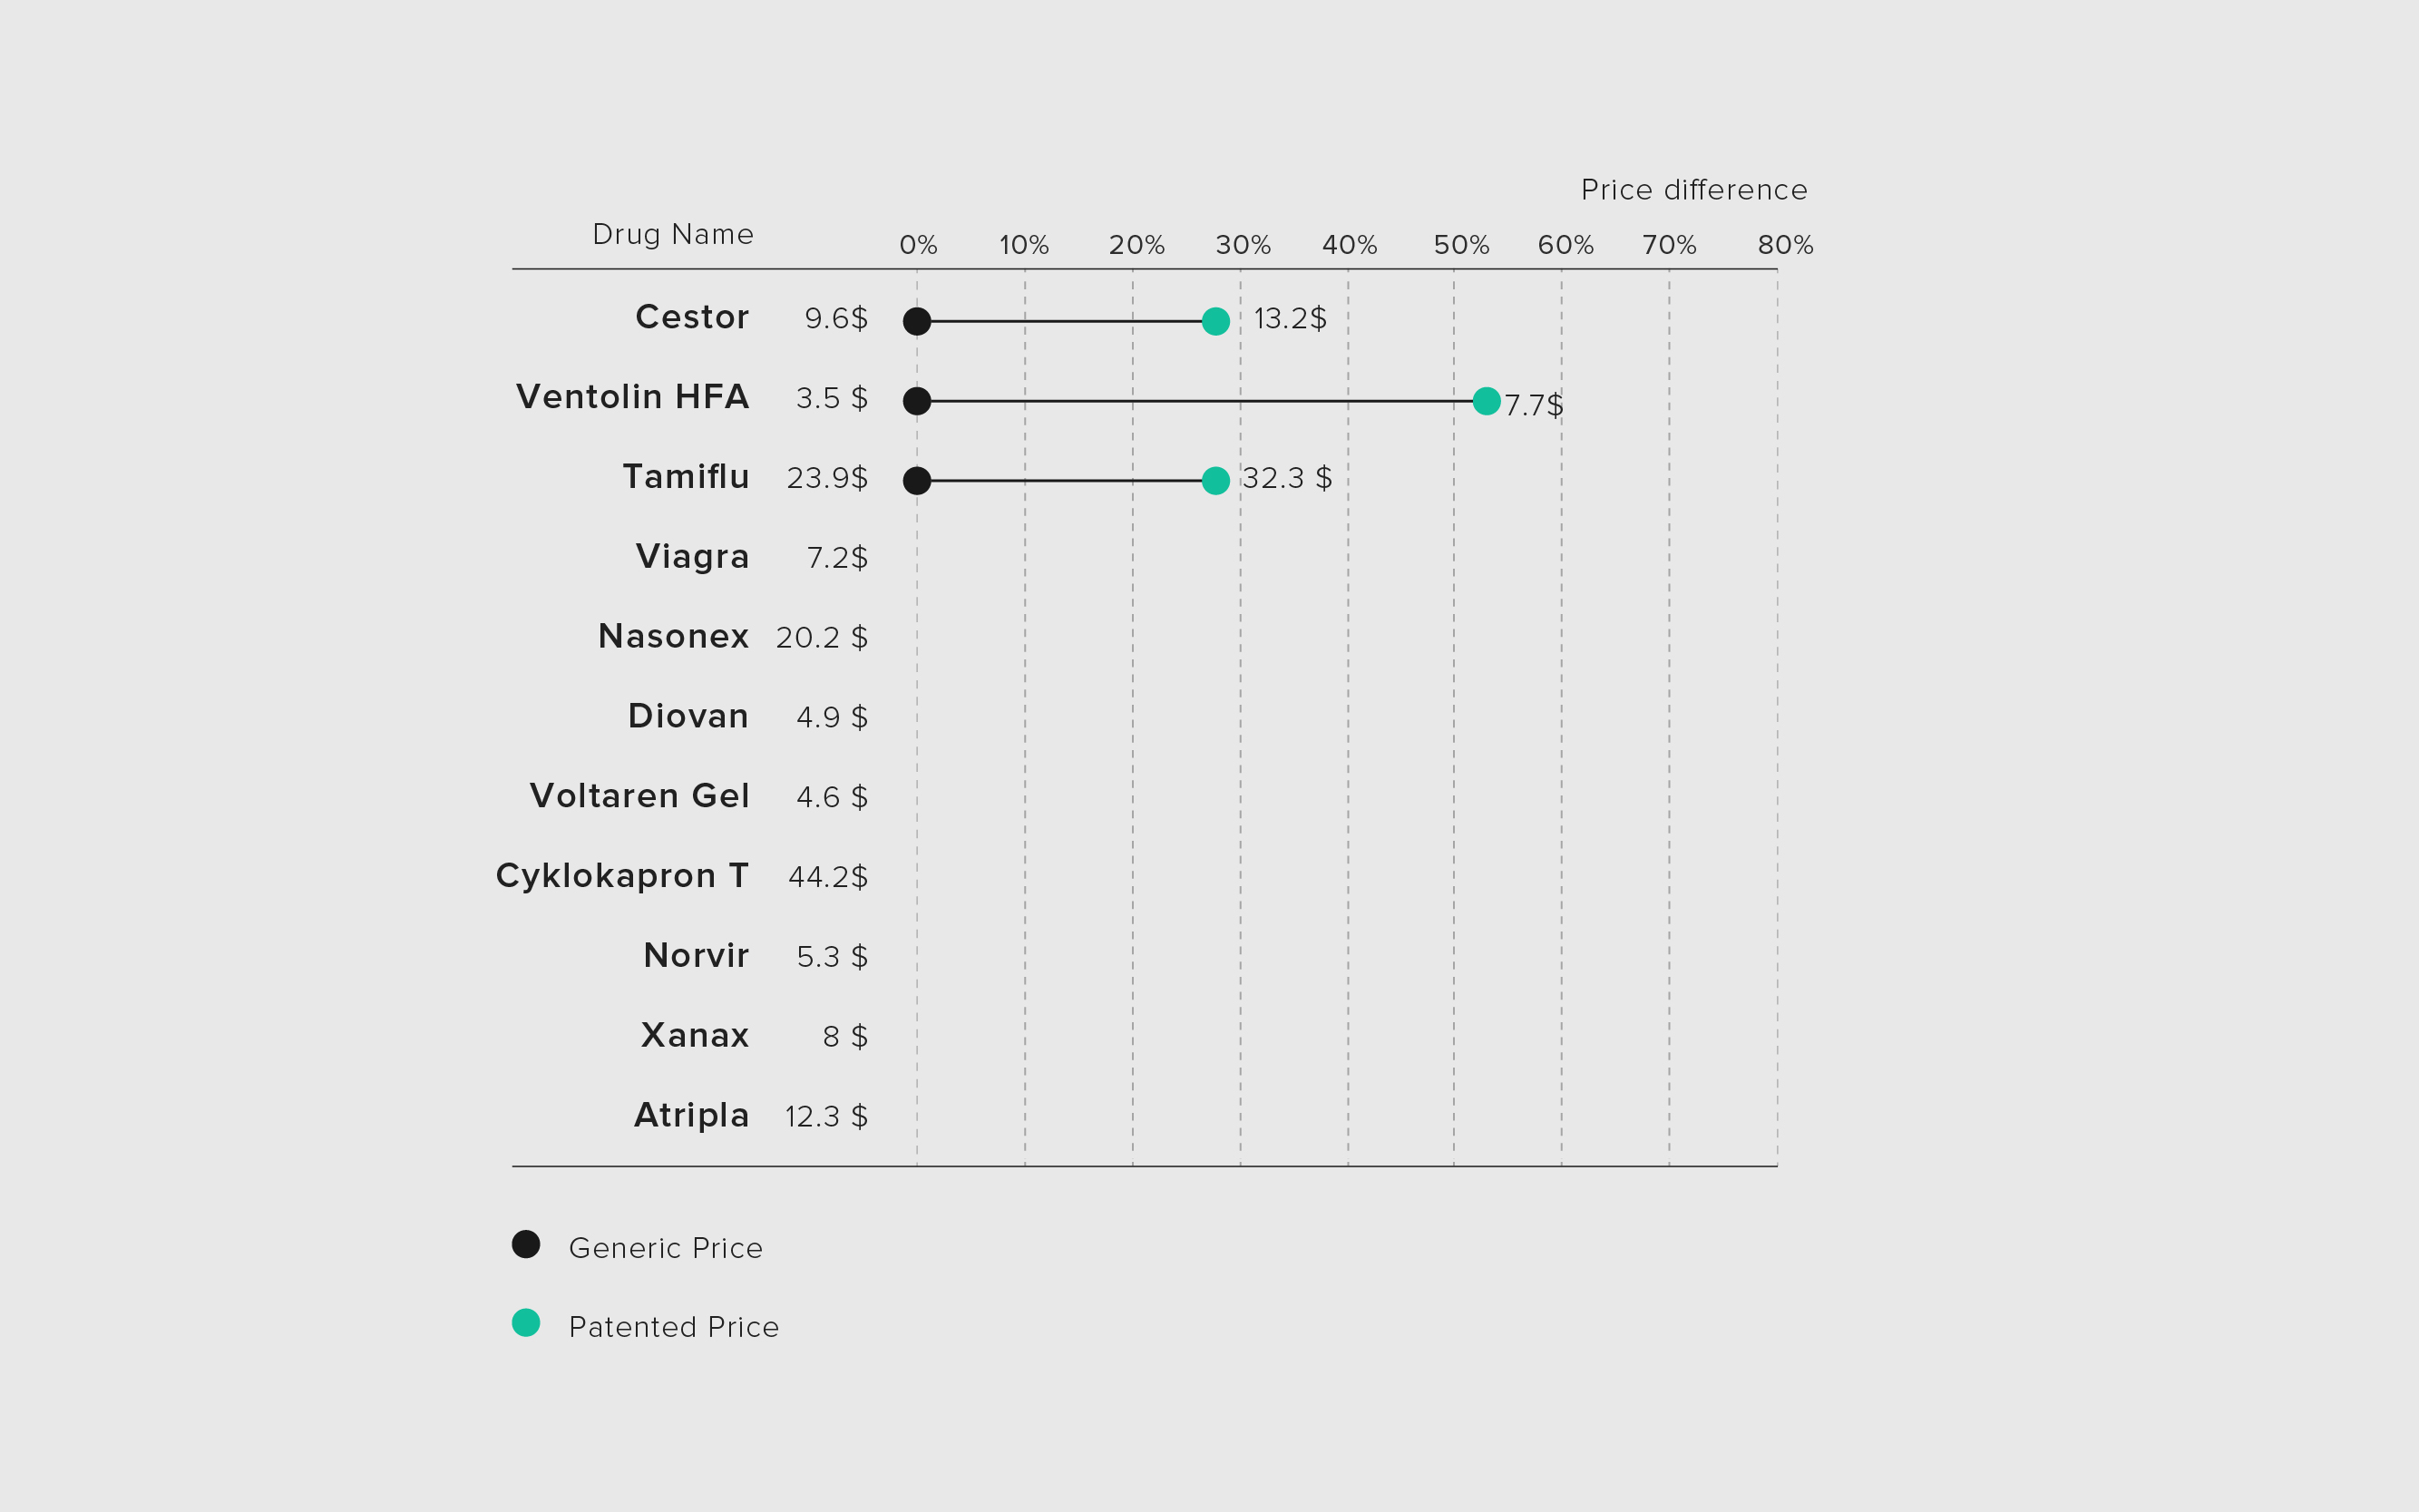 Price difference
Drug Name 0% 10% 20% 30% 40% 50% 60% 70% 80%
Cestor 9.6$ 13.2$
Ventolin HFA 3.5 $ 7.7$
Tamiflu 23.9$ 32.3 $
Viagra 7.2$
Nasonex 20.2 $
Diovan 4.9 $
Voltaren Gel 4.6 $
Cyklokapron T 44.2$
Norvir 5.3 $
Xanax 8 $
Atripla 12.3 $
Generic Price
Patented Price